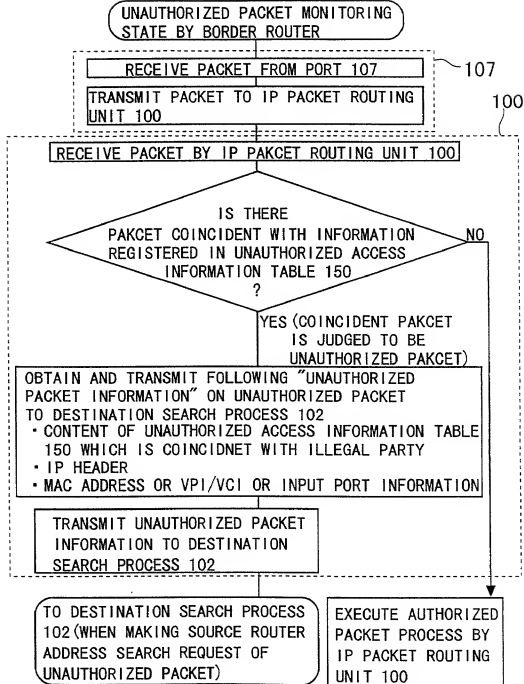 UNAUTHORIZED PACKET MONITORING
STATE BY BORDER ROUTER
RECEIVE PACKET FROM PORT 107
107
TRANSMIT PACKET TO IP PACKET ROUTING
UNIT 100
100
RECEIVE PACKET BY IP PAKCET ROUTING UNIT 100
IS THERE
PAKCET COINCIDENT WITH INFORMATION
REGISTERED IN UNAUTHORIZED ACCESS
INFORMATION TABLE 150
?
NO
YES (COINCIDENT PAKCET
IS JUDGED TO BE
UNAUTHORIZED PAKCET)
OBTAIN AND TRANSMIT FOLLOWING "UNAUTHORIZED
PACKET INFORMATION" ON UNAUTHORIZED PACKET
TO DESTINATION SEARCH PROCESS 102
・CONTENT OF UNAUTHORIZED ACCESS INFORMATION TABLE
150 WHICH IS COINCIDNET WITH ILLEGAL PARTY
・IP HEADER
・MAC ADDRESS OR VPI/VCI OR INPUT PORT INFORMATION
TRANSMIT UNAUTHORIZED PACKET
INFORMATION TO DESTINATION
SEARCH PROCESS 102
TO DESTINATION SEARCH PROCESS
102 (WHEN MAKING SOURCE ROUTER
ADDRESS SEARCH REQUEST OF
UNAUTHORIZED PACKET)
EXECUTE AUTHORIZED
PACKET PROCESS BY
IP PACKET ROUTING
UNIT 100